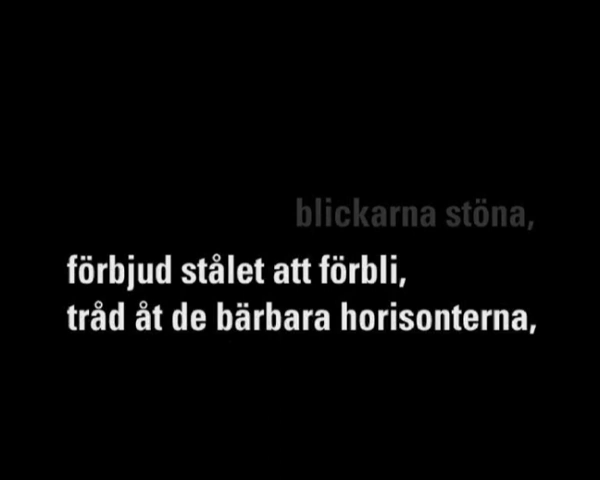 blickarna stöna,
förbjud stålet att förbli,
tråd åt de bärbara horisonterna,